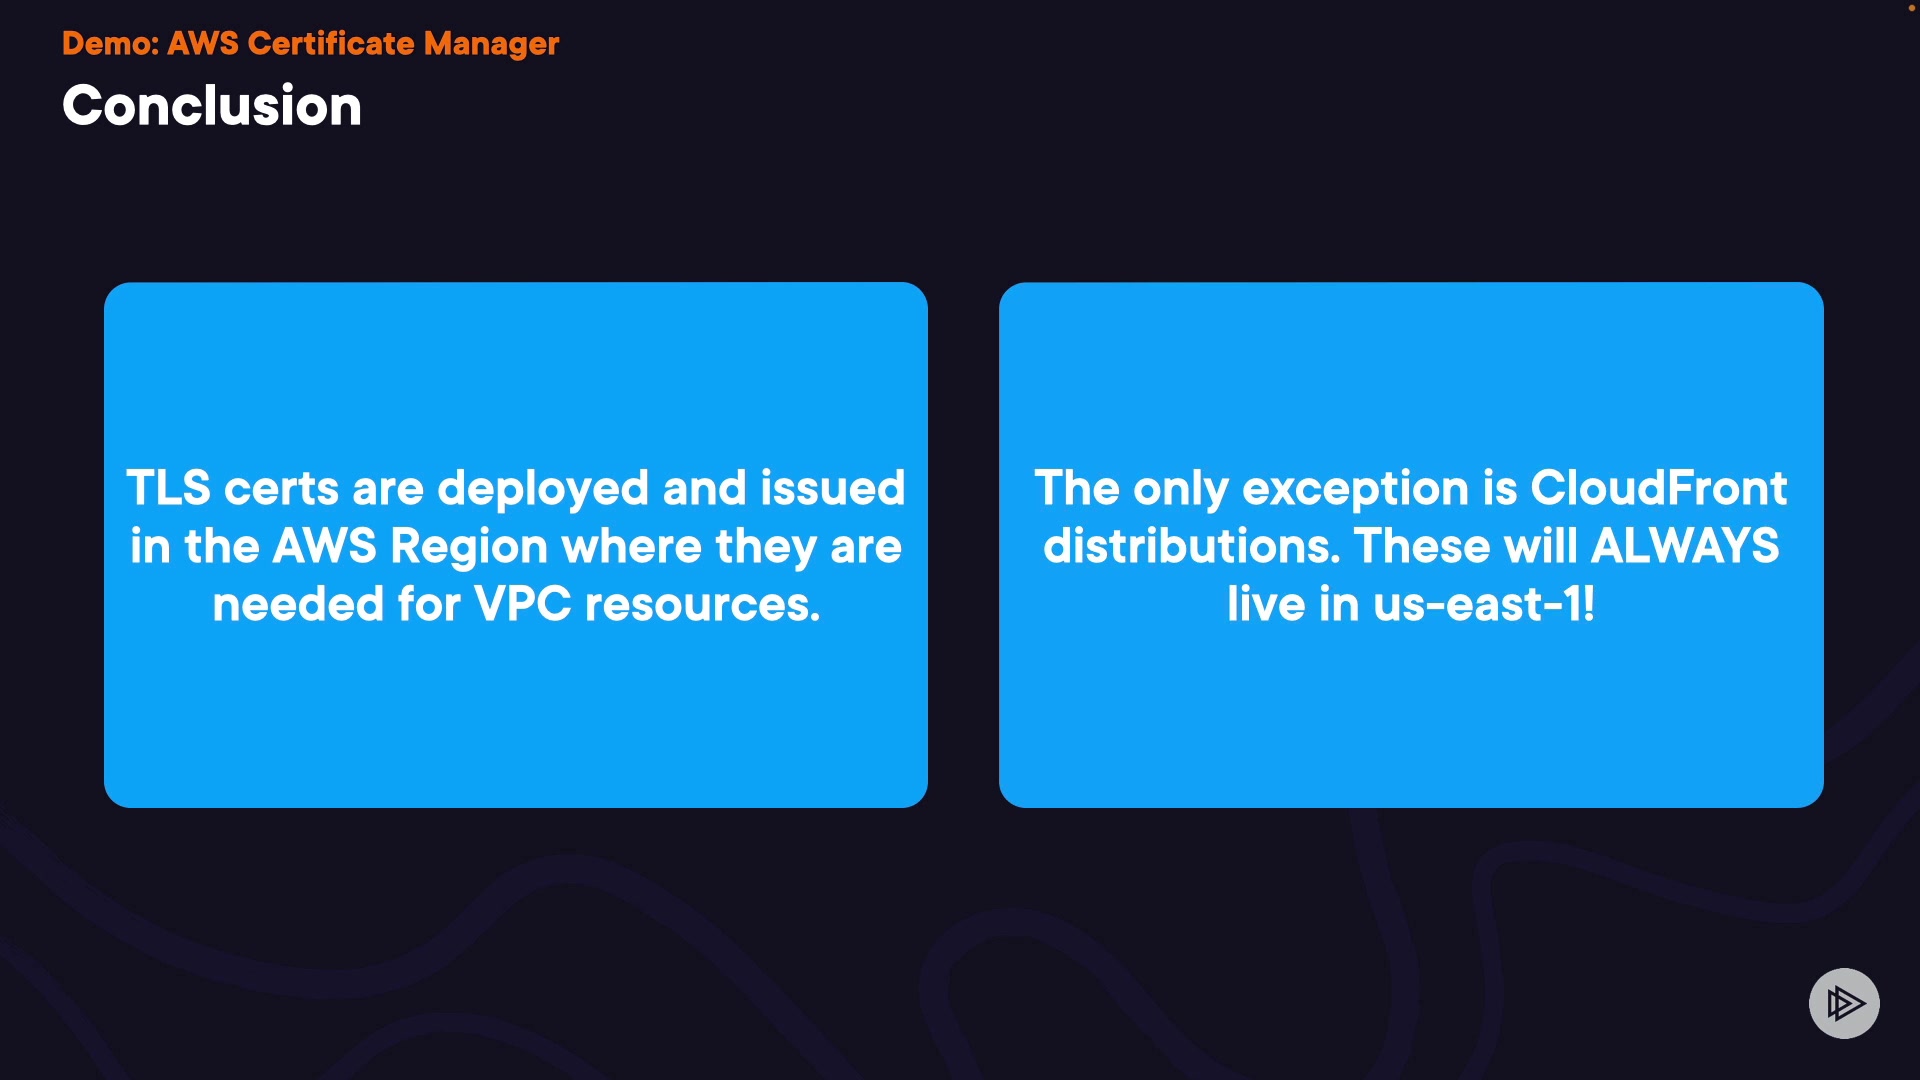 Demo: AWS Certificate Manager
Conclusion
TLS certs are deployed and issued
in the AWS Region where they are
needed for VPC resources.
The only exception is CloudFront
distributions. These will ALWAYS
live in us-east-1!